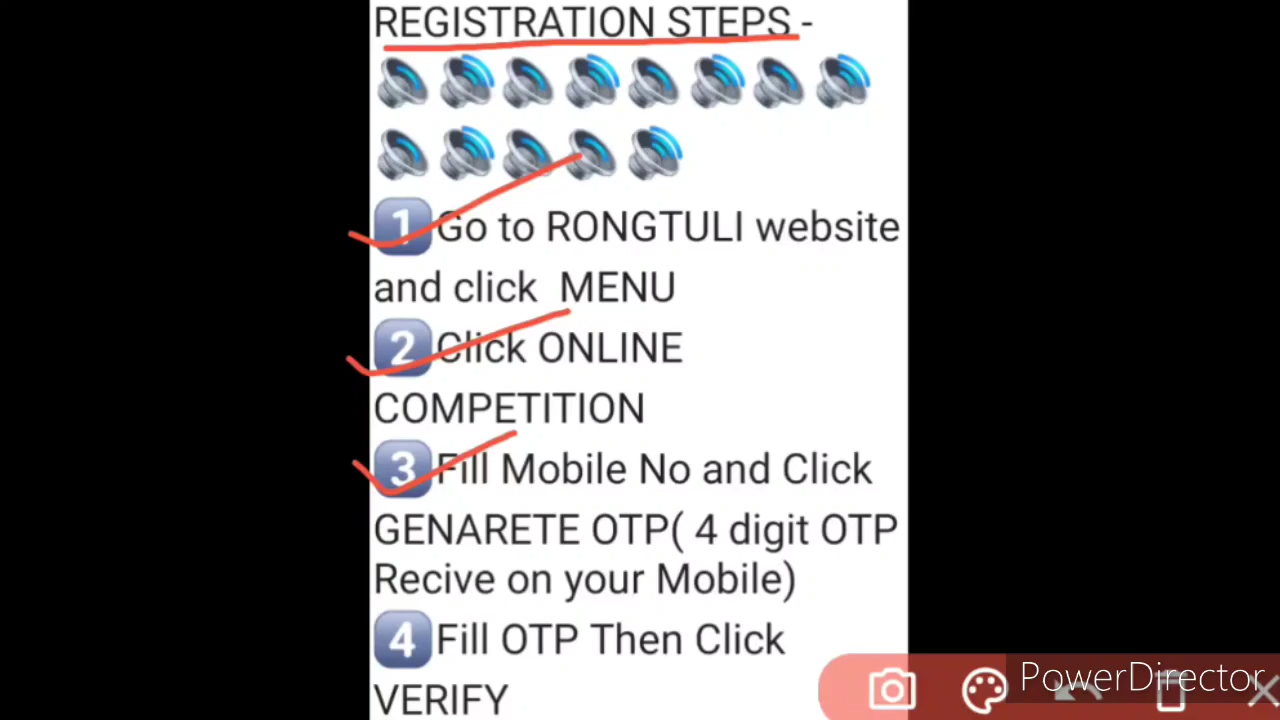 REGISTRATION STEPS -
1 Go to RONGTULI website
and click MENU
2 Click ONLINE
COMPETITION
3 Fill Mobile No and Click
GENARETE OTP( 4 digit OTP
Recive on your Mobile)
4 Fill OTP Then Click
VERIFY
PowerDirector